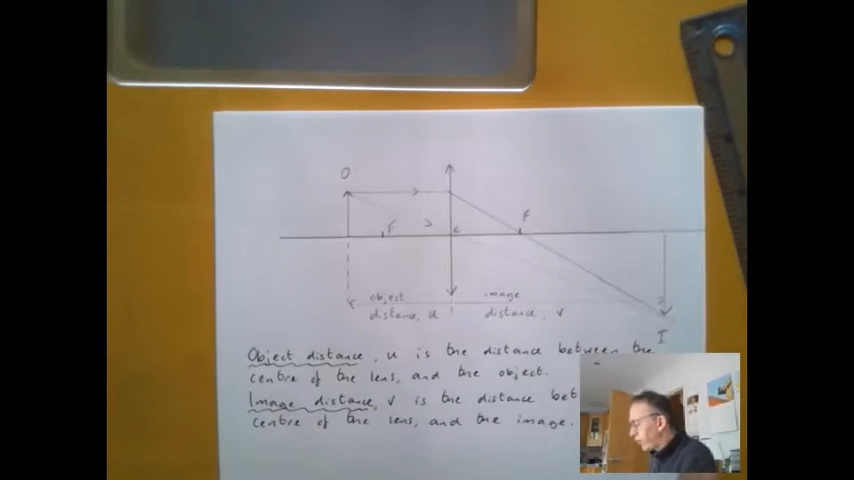 O
F
F
c
object
distance, u
image
distance, v
I
Object distance, u is the distance between the
centre of the lens, and the object.
Image distance, v is the distance bet
centre of the lens, and the image.